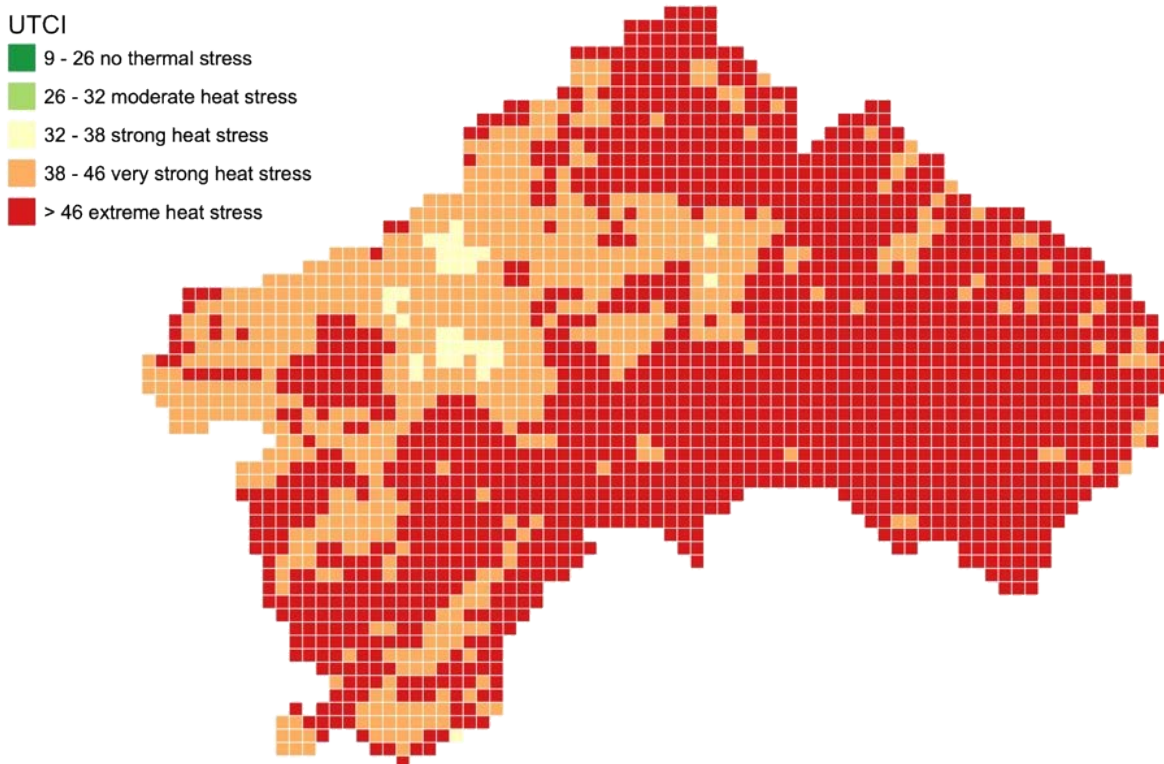 UTCI
9 - 26 no thermal stress
26 - 32 moderate heat stress
32 - 38 strong heat stress
38 - 46 very strong heat stress
> 46 extreme heat stress